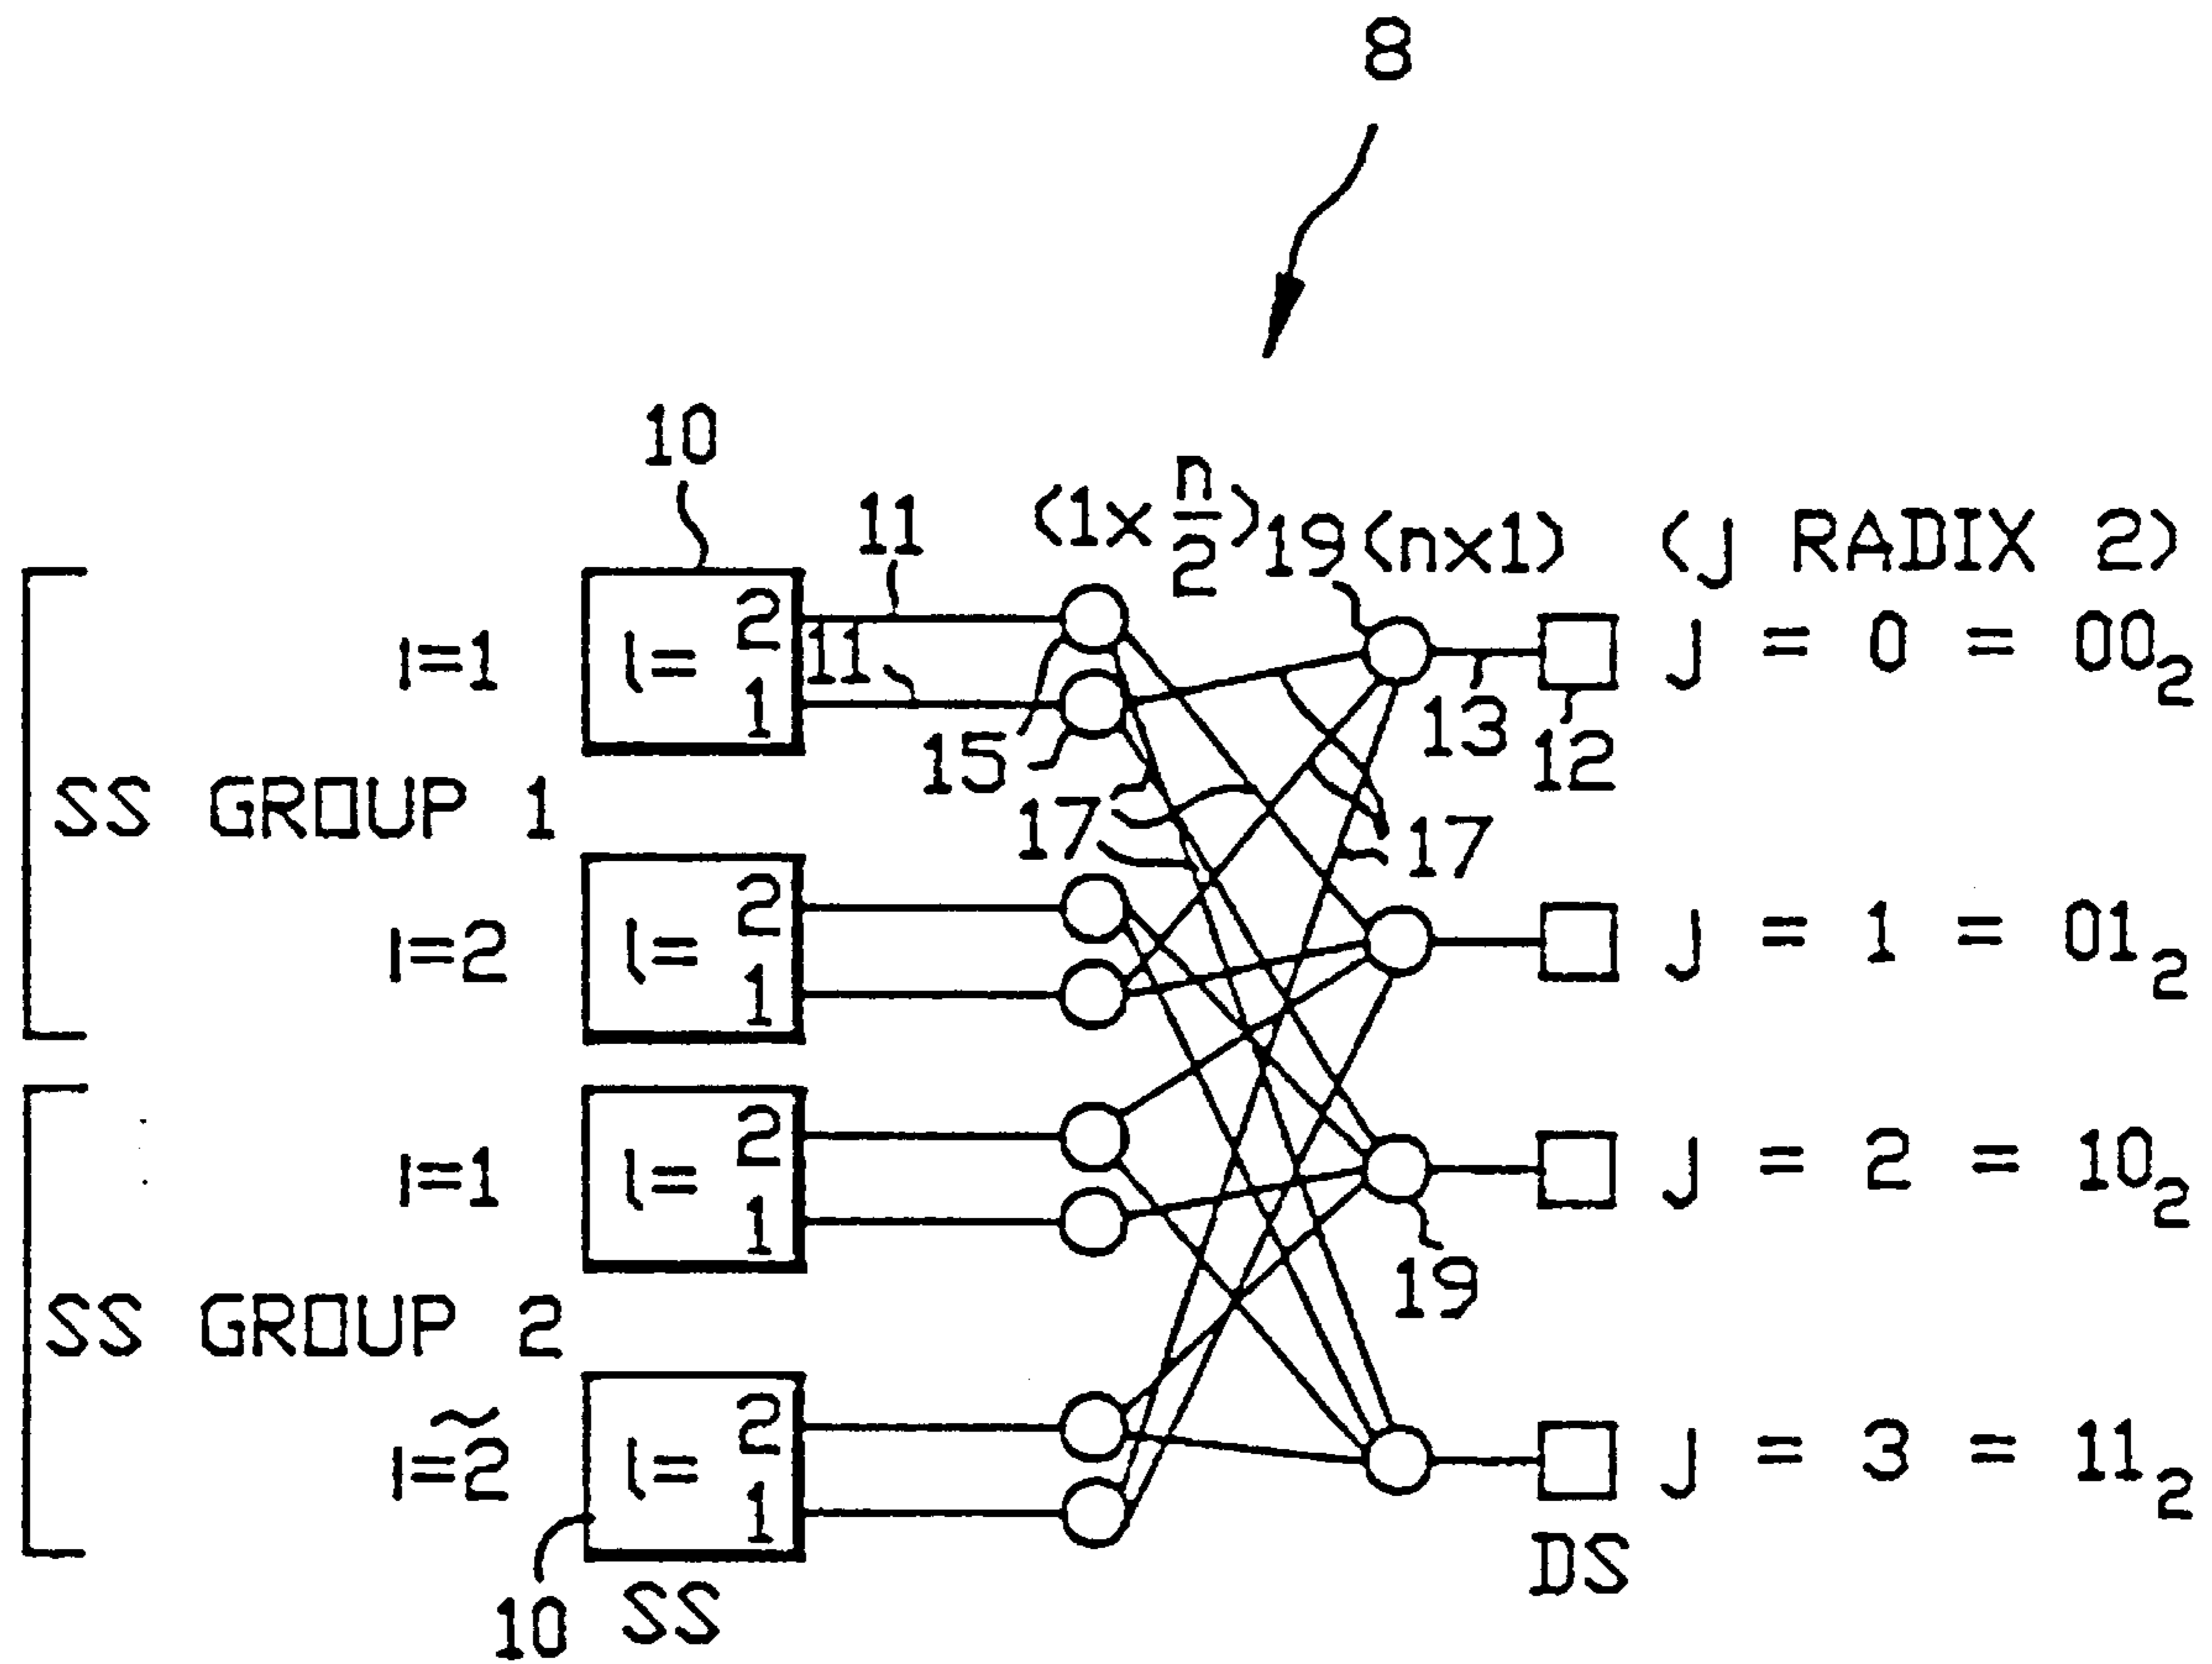 8
10
11
(1x n/2)
19 (nx1)
(j RADIX 2)
I=1
l=
2
1
11
15
17
17
13
12
j = 0 = 00₂
SS GROUP 1
I=2
l=
2
1
j = 1 = 01₂
I=1
l=
2
1
j = 2 = 10₂
19
SS GROUP 2
I=2̃
l=
2
1
j = 3 = 11₂
10
SS
DS